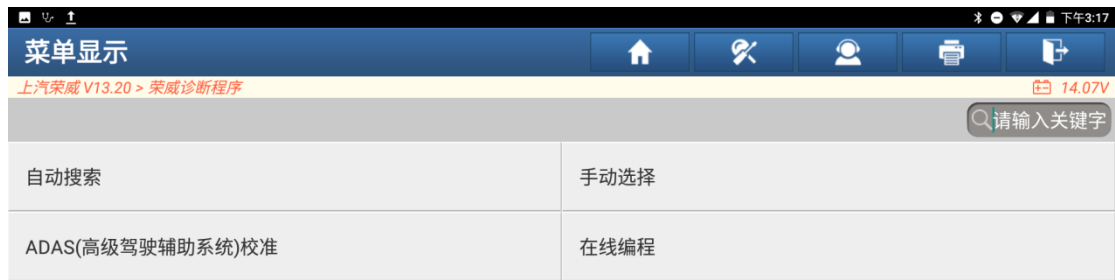 下午3:17
菜单显示
上汽荣威 V13.20 > 荣威诊断程序 14.07V
请输入关键字
自动搜索 手动选择
ADAS(高级驾驶辅助系统)校准 在线编程